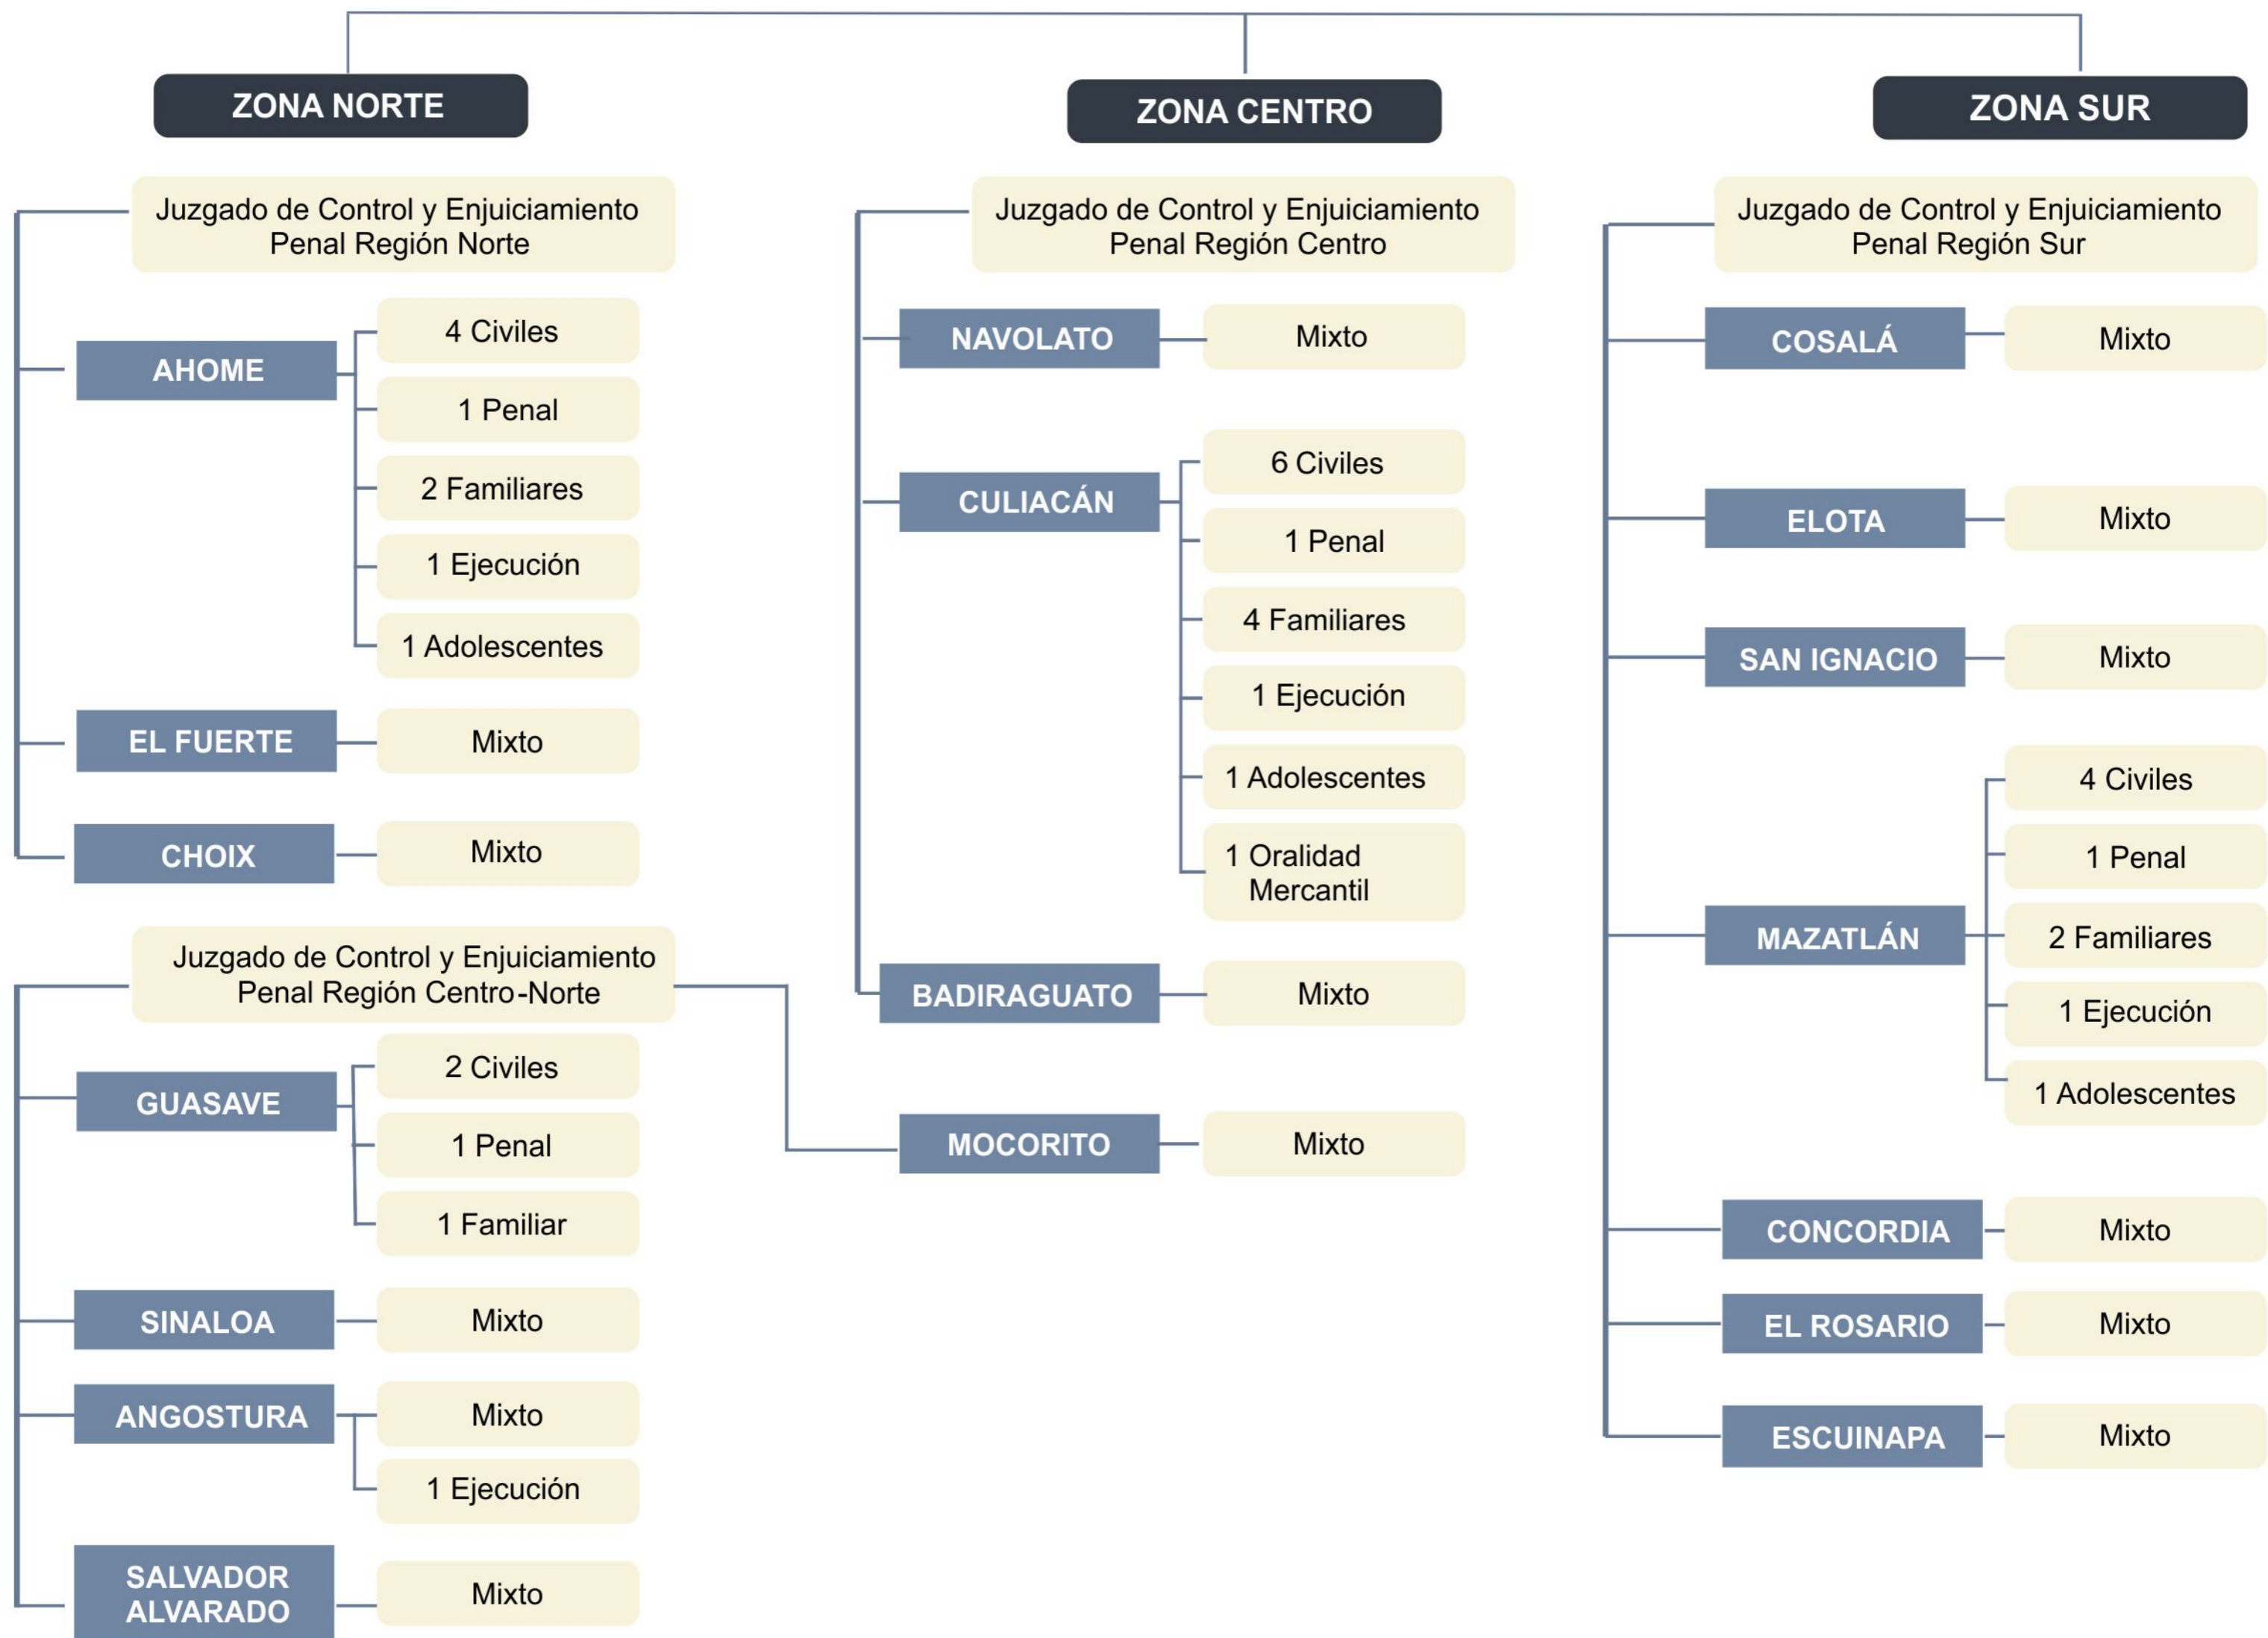 ZONA NORTE
Juzgado de Control y Enjuiciamiento
Penal Región Norte
AHOME
4 Civiles
1 Penal
2 Familiares
1 Ejecución
1 Adolescentes
EL FUERTE
Mixto
CHOIX
Mixto
Juzgado de Control y Enjuiciamiento
Penal Región Centro-Norte
GUASAVE
2 Civiles
1 Penal
1 Familiar
SINALOA
Mixto
ANGOSTURA
Mixto
1 Ejecución
SALVADOR
ALVARADO
Mixto
ZONA CENTRO
Juzgado de Control y Enjuiciamiento
Penal Región Centro
NAVOLATO
Mixto
CULIACÁN
6 Civiles
1 Penal
4 Familiares
1 Ejecución
1 Adolescentes
1 Oralidad
Mercantil
BADIRAGUATO
Mixto
MOCORITO
Mixto
ZONA SUR
Juzgado de Control y Enjuiciamiento
Penal Región Sur
COSALÁ
Mixto
ELOTA
Mixto
SAN IGNACIO
Mixto
MAZATLÁN
4 Civiles
1 Penal
2 Familiares
1 Ejecución
1 Adolescentes
CONCORDIA
Mixto
EL ROSARIO
Mixto
ESCUINAPA
Mixto